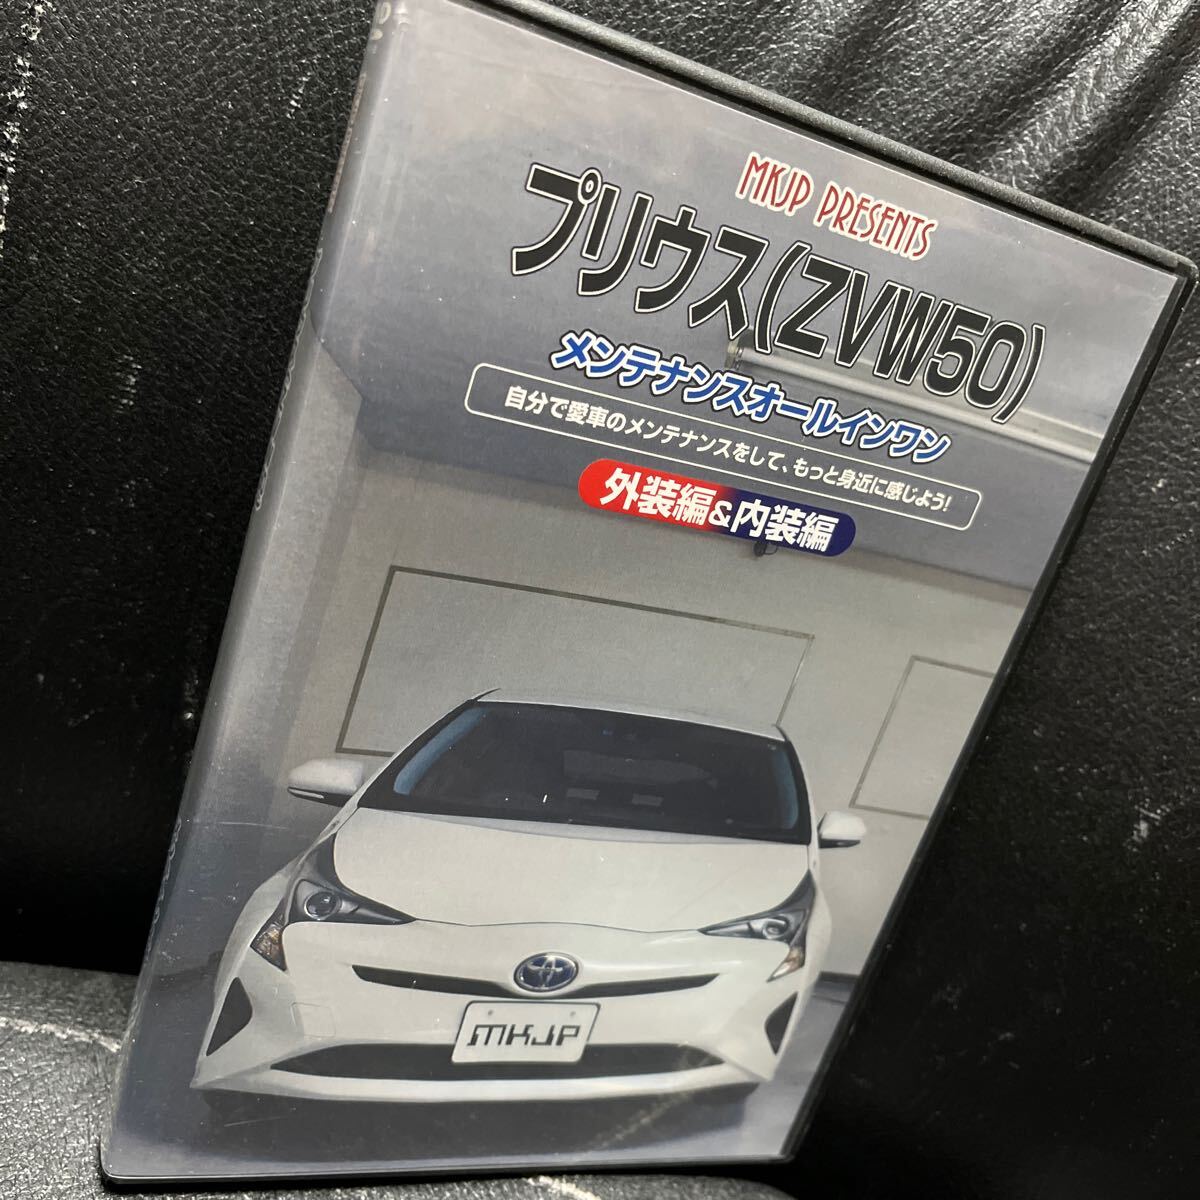 MKJP PRESENTS
プリウス(ZVW50)
メンテナンスオールインワン
自分で愛車のメンテナンスをして、もっと身近に感じよう!
外装編&内装編
MKJP